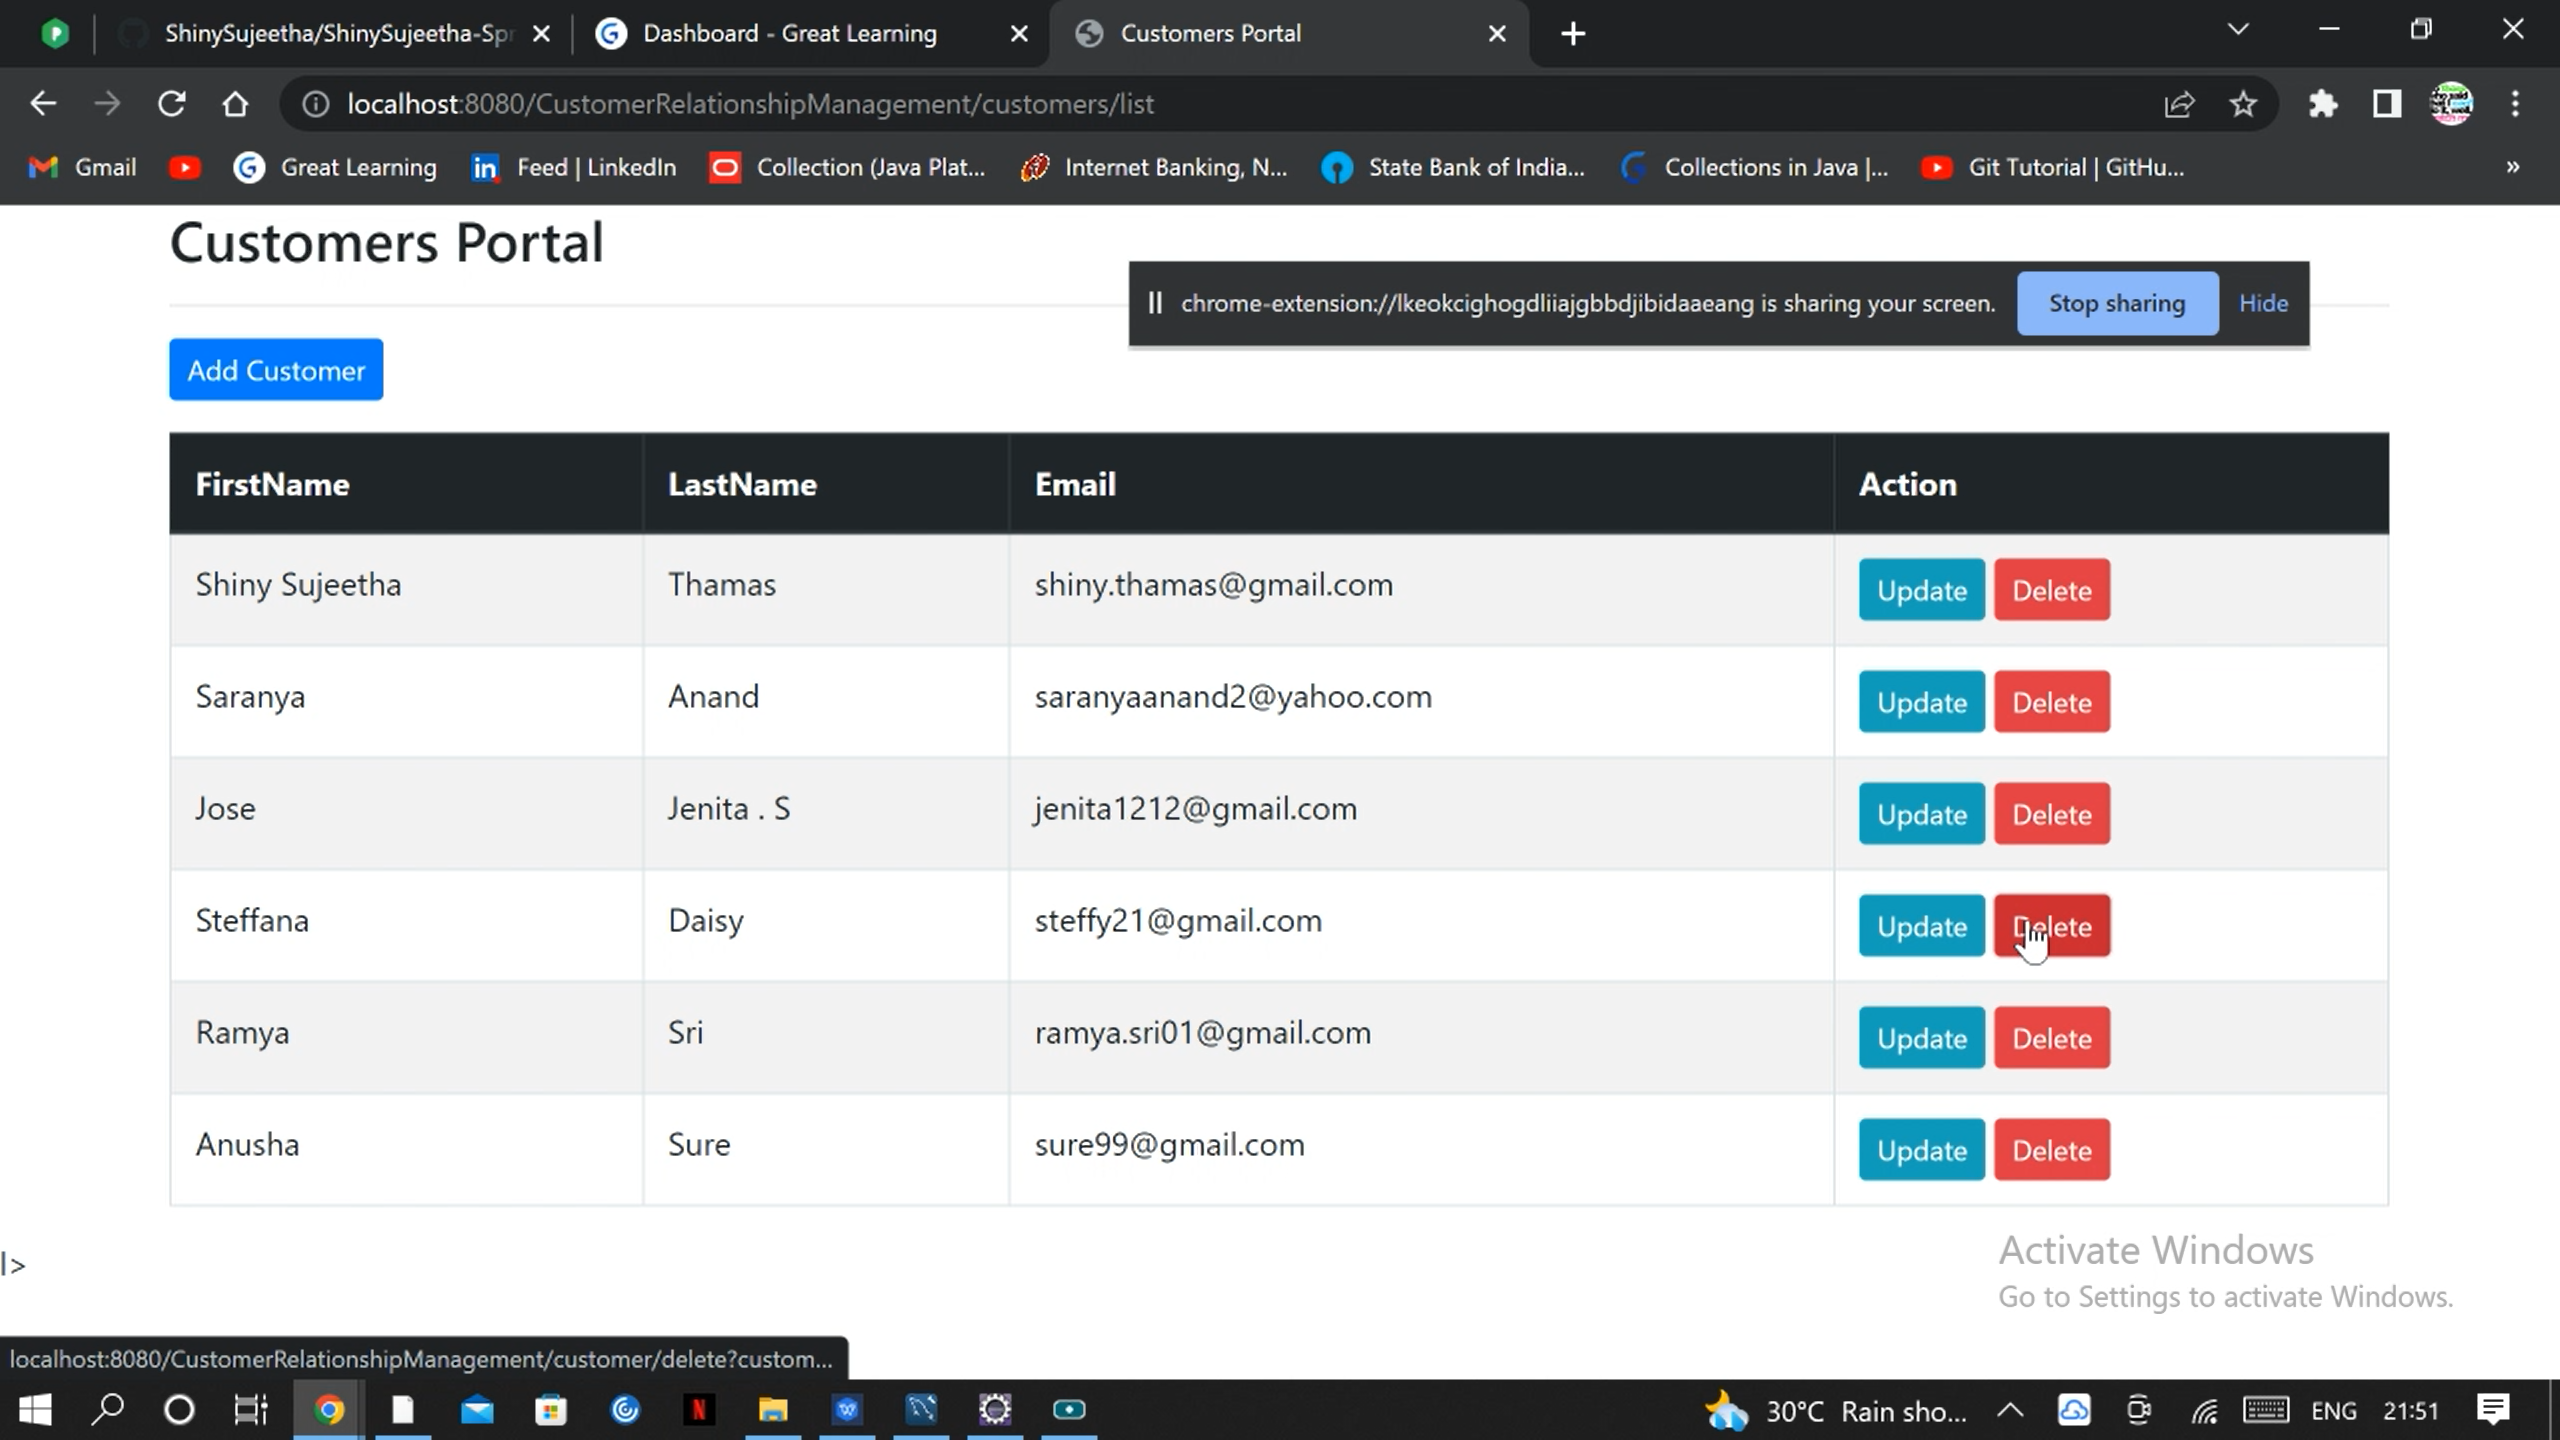 ShinySujeetha/ShinySujeetha-Spr
Dashboard - Great Learning
Customers Portal
localhost:8080/CustomerRelationshipManagement/customers/list
Gmail
Great Learning
Feed | LinkedIn
Collection (Java Plat...
Internet Banking, N...
State Bank of India...
Collections in Java |...
Git Tutorial | GitHu...
»
Customers Portal
chrome-extension://lkeokcighogdliiajgbbdjibidaaeang is sharing your screen. Stop sharing Hide
Add Customer
FirstName LastName Email Action
Shiny Sujeetha Thamas shiny.thamas@gmail.com Update Delete
Saranya Anand saranyaanand2@yahoo.com Update Delete
Jose Jenita . S jenita1212@gmail.com Update Delete
Steffana Daisy steffy21@gmail.com Update Delete
Ramya Sri ramya.sri01@gmail.com Update Delete
Anusha Sure sure99@gmail.com Update Delete
l>
Activate Windows
Go to Settings to activate Windows.
localhost:8080/CustomerRelationshipManagement/customer/delete?custom...
30°C Rain sho... ENG 21:51